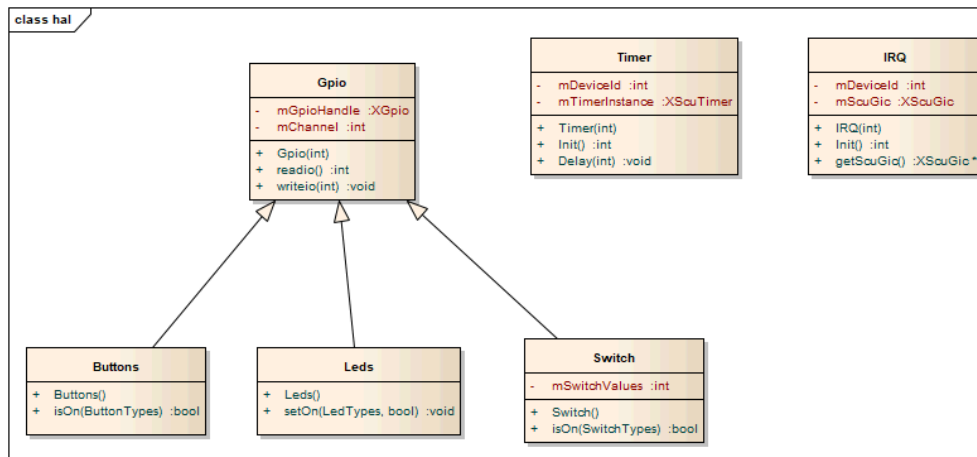 class hal
Gpio
- mGpioHandle :XGpio
- mChannel :int
+ Gpio(int)
+ readio() :int
+ writeio(int) :void
Timer
- mDeviceId :int
- mTimerInstance :XScuTimer
+ Timer(int)
+ Init() :int
+ Delay(int) :void
IRQ
- mDeviceId :int
- mScuGic :XScuGic
+ IRQ(int)
+ Init() :int
+ getScuGic() :XScuGic*
Buttons
+ Buttons()
+ isOn(ButtonTypes) :bool
Leds
+ Leds()
+ setOn(LedTypes, bool) :void
Switch
- mSwitchValues :int
+ Switch()
+ isOn(SwitchTypes) :bool